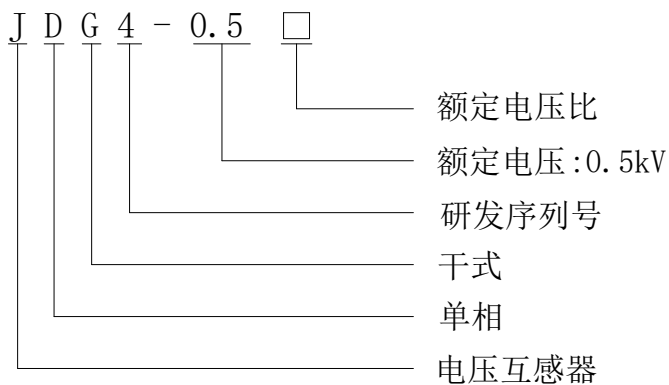 J D G 4 - 0.5 □
额定电压比
额定电压:0.5kV
研发序列号
干式
单相
电压互感器